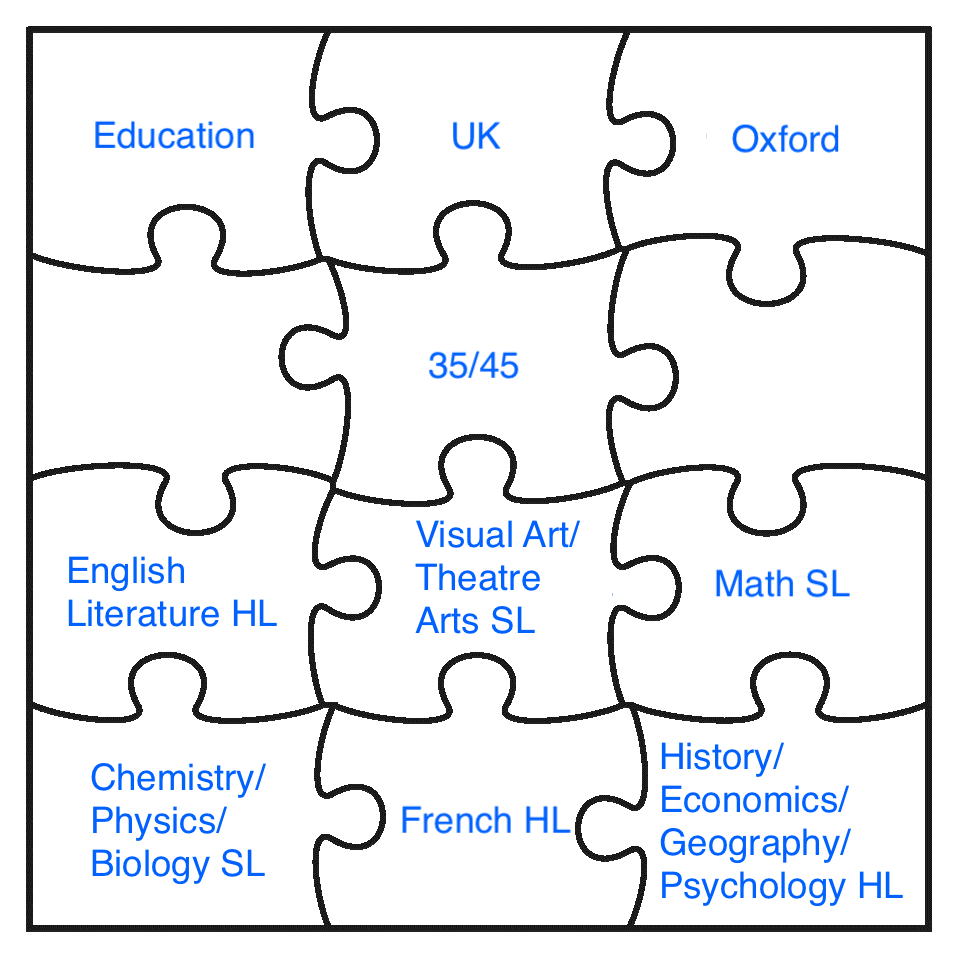 Education
UK
Oxford
35/45
English
Literature HL
Visual Art/
Theatre
Arts SL
Math SL
Chemistry/
Physics/
Biology SL
French HL
History/
Economics/
Geography/
Psychology HL